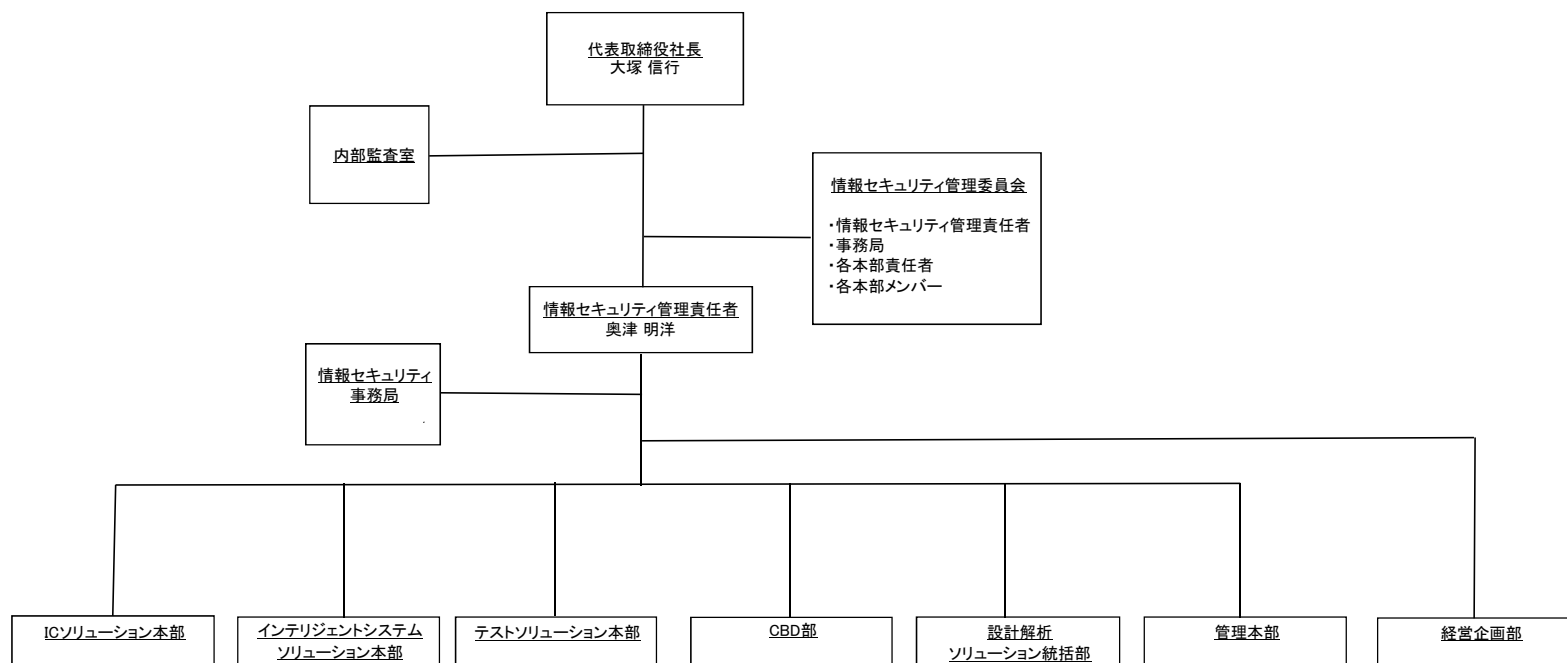 代表取締役社長
大塚 信行
内部監査室
情報セキュリティ管理委員会
・情報セキュリティ管理責任者
・事務局
・各本部責任者
・各本部メンバー
情報セキュリティ管理責任者
奥津 明洋
情報セキュリティ
事務局
ICソリューション本部
インテリジェントシステム
ソリューション本部
テストソリューション本部
CBD部
設計解析
ソリューション統括部
管理本部
経営企画部